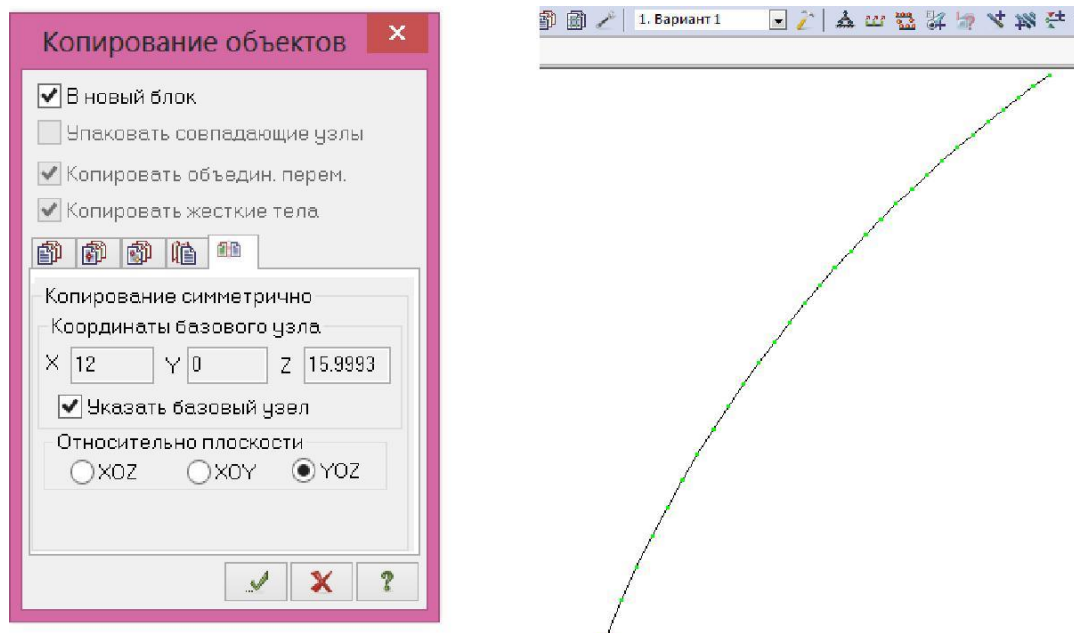 Копирование объектов
В новый блок
Упаковать совпадающие узлы
Копировать объедин. перем.
Копировать жесткие тела
Копирование симметрично
Координаты базового узла
X 12 Y 0 Z 15.9993
Указать базовый узел
Относительно плоскости
XOZ XOY YOZ
?
1. Вариант 1